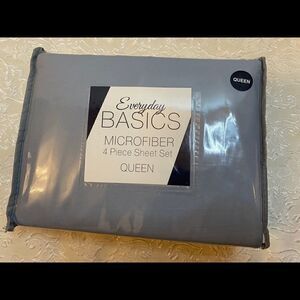 QUEEN
Everyday
BASICS
MICROFIBER
4 Piece Sheet Set
QUEEN